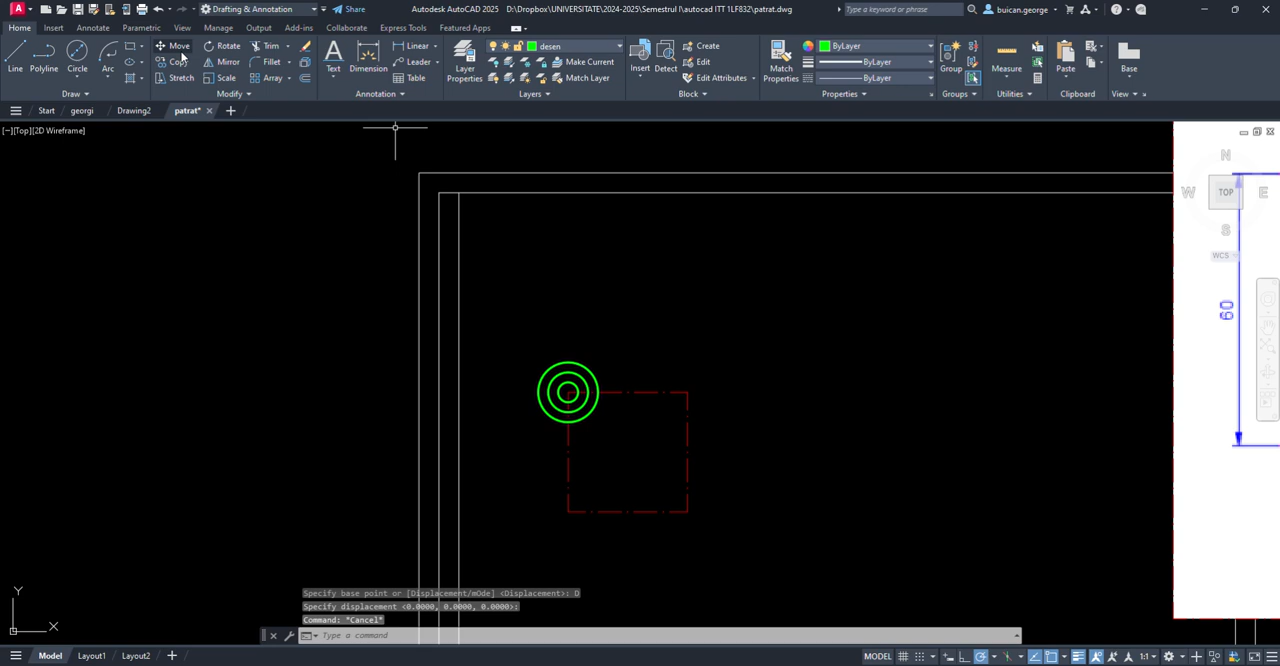 Drafting & Annotation
Share
Autodesk AutoCAD 2025 D:\Dropbox\UNIVERSITATE\2024-2025\Semestrul I\autocad IT 1LF832\patrat.dwg
Type a keyword or phrase
buican.george
Home Insert Annotate Parametric View Manage Output Add-ins Collaborate Express Tools Featured Apps
Line Polyline Circle Arc
Move Rotate Trim
Copy Mirror Fillet
Stretch Scale Array
Text Dimension
Linear
Leader
Table
Layer Properties
desen
Make Current
Match Layer
Insert Detect
Create
Edit
Edit Attributes
Match Properties
ByLayer
ByLayer
ByLayer
Group Measure Paste Base
Draw Modify Annotation Layers Block Properties Groups Utilities Clipboard View
Start georgi Drawing2 patrat*
[−][Top][2D Wireframe]
N
W TOP E
S
WCS
60
Y
X
Specify base point or [Displacement/mOde] <Displacement>: D
Specify displacement <0.0000, 0.0000, 0.0000>:
Command: *Cancel*
Type a command
Model Layout1 Layout2
MODEL 1:1